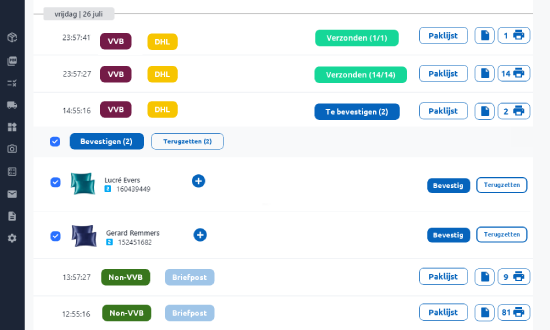 vrijdag | 26 juli
23:57:41 VVB DHL Verzonden (1/1) Paklijst 1
23:57:27 VVB DHL Verzonden (14/14) Paklijst 14
14:55:16 VVB DHL Te bevestigen (2) Paklijst 2
Bevestigen (2) Terugzetten (2)
Lucré Evers
160439449 Bevestig Terugzetten
Gerard Remmers
2 152451682 Bevestig Terugzetten
13:57:27 Non-VVB Briefpost Paklijst 9
12:55:16 Non-VVB Briefpost Paklijst 81